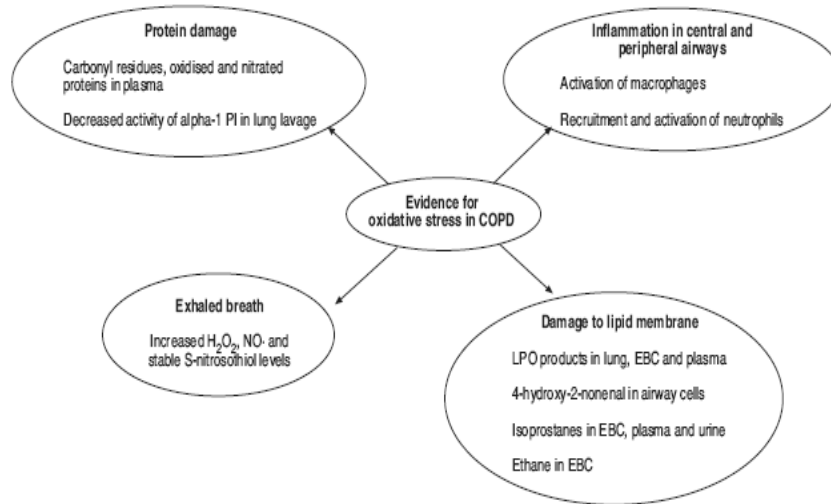 Protein damage
Carbonyl residues, oxidised and nitrated
proteins in plasma
Decreased activity of alpha-1 PI in lung lavage
Inflammation in central and
peripheral airways
Activation of macrophages
Recruitment and activation of neutrophils
Evidence for
oxidative stress in COPD
Exhaled breath
Increased H₂O₂, NO· and
stable S-nitrosothiol levels
Damage to lipid membrane
LPO products in lung, EBC and plasma
4-hydroxy-2-nonenal in airway cells
Isoprostanes in EBC, plasma and urine
Ethane in EBC